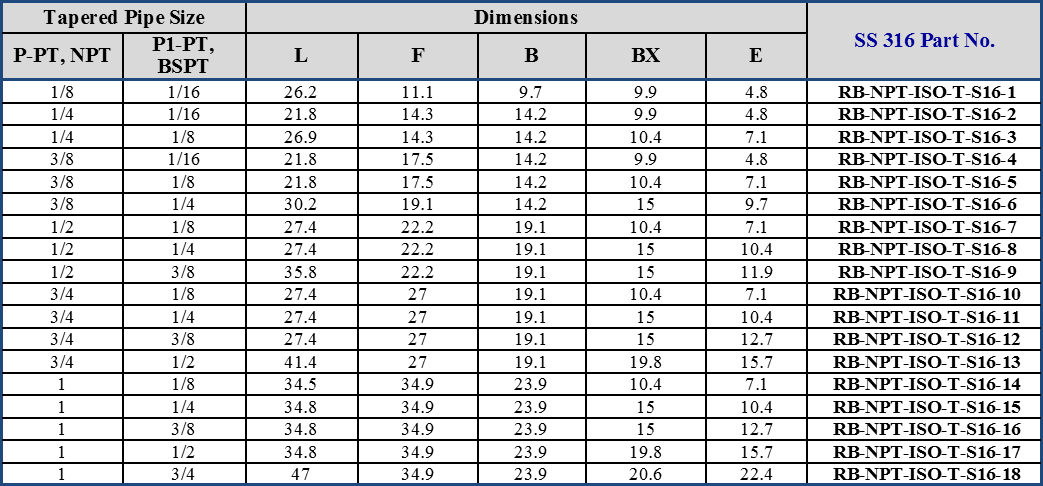 Tapered Pipe Size Dimensions SS 316 Part No.
P-PT, NPT P1-PT, BSPT L F B BX E
1/8 1/16 26.2 11.1 9.7 9.9 4.8 RB-NPT-ISO-T-S16-1
1/4 1/16 21.8 14.3 14.2 9.9 4.8 RB-NPT-ISO-T-S16-2
1/4 1/8 26.9 14.3 14.2 10.4 7.1 RB-NPT-ISO-T-S16-3
3/8 1/16 21.8 17.5 14.2 9.9 4.8 RB-NPT-ISO-T-S16-4
3/8 1/8 21.8 17.5 14.2 10.4 7.1 RB-NPT-ISO-T-S16-5
3/8 1/4 30.2 19.1 14.2 15 9.7 RB-NPT-ISO-T-S16-6
1/2 1/8 27.4 22.2 19.1 10.4 7.1 RB-NPT-ISO-T-S16-7
1/2 1/4 27.4 22.2 19.1 15 10.4 RB-NPT-ISO-T-S16-8
1/2 3/8 35.8 22.2 19.1 15 11.9 RB-NPT-ISO-T-S16-9
3/4 1/8 27.4 27 19.1 10.4 7.1 RB-NPT-ISO-T-S16-10
3/4 1/4 27.4 27 19.1 15 10.4 RB-NPT-ISO-T-S16-11
3/4 3/8 27.4 27 19.1 15 12.7 RB-NPT-ISO-T-S16-12
3/4 1/2 41.4 27 19.1 19.8 15.7 RB-NPT-ISO-T-S16-13
1 1/8 34.5 34.9 23.9 10.4 7.1 RB-NPT-ISO-T-S16-14
1 1/4 34.8 34.9 23.9 15 10.4 RB-NPT-ISO-T-S16-15
1 3/8 34.8 34.9 23.9 15 12.7 RB-NPT-ISO-T-S16-16
1 1/2 34.8 34.9 23.9 19.8 15.7 RB-NPT-ISO-T-S16-17
1 3/4 47 34.9 23.9 20.6 22.4 RB-NPT-ISO-T-S16-18